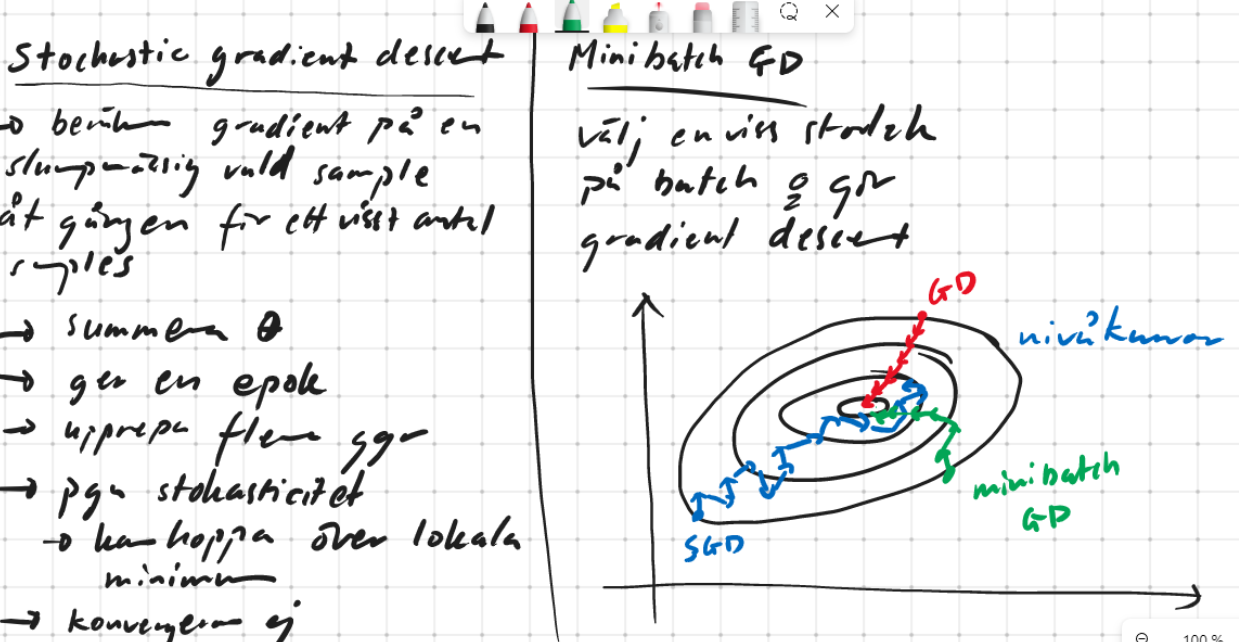 Stochastic gradient descent
→ beräkna gradient på en
slumpmässig vald sample
åt gången för ett visst antal
samples
→ summera θ
→ ger en epok
→ upprepa flera ggr
→ pga stokasticitet
→ kan hoppa över lokala
minimum
→ konvergerar ej
Minibatch GD
välj en viss storlek
på batch & gör
gradient descent
GD
nivåkurvor
minibatch
GD
SGD
100 %